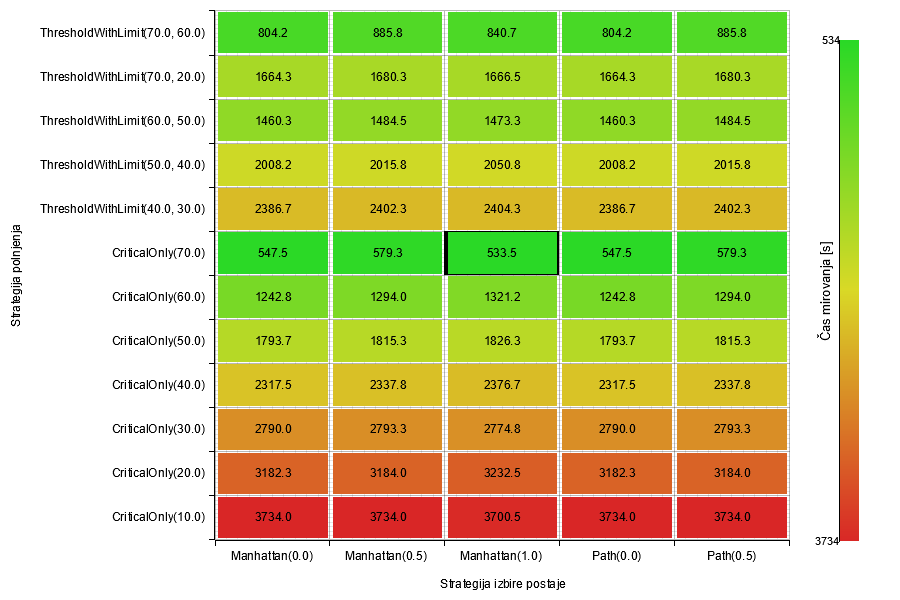 ThresholdWithLimit(70.0, 60.0) 804.2 885.8 840.7 804.2 885.8
ThresholdWithLimit(70.0, 20.0) 1664.3 1680.3 1666.5 1664.3 1680.3
ThresholdWithLimit(60.0, 50.0) 1460.3 1484.5 1473.3 1460.3 1484.5
ThresholdWithLimit(50.0, 40.0) 2008.2 2015.8 2050.8 2008.2 2015.8
ThresholdWithLimit(40.0, 30.0) 2386.7 2402.3 2404.3 2386.7 2402.3
CriticalOnly(70.0) 547.5 579.3 533.5 547.5 579.3
CriticalOnly(60.0) 1242.8 1294.0 1321.2 1242.8 1294.0
CriticalOnly(50.0) 1793.7 1815.3 1826.3 1793.7 1815.3
CriticalOnly(40.0) 2317.5 2337.8 2376.7 2317.5 2337.8
CriticalOnly(30.0) 2790.0 2793.3 2774.8 2790.0 2793.3
CriticalOnly(20.0) 3182.3 3184.0 3232.5 3182.3 3184.0
CriticalOnly(10.0) 3734.0 3734.0 3700.5 3734.0 3734.0
Manhattan(0.0) Manhattan(0.5) Manhattan(1.0) Path(0.0) Path(0.5)
Strategija izbire postaje
Strategija polnjenja
534
Čas mirovanja [s]
3734